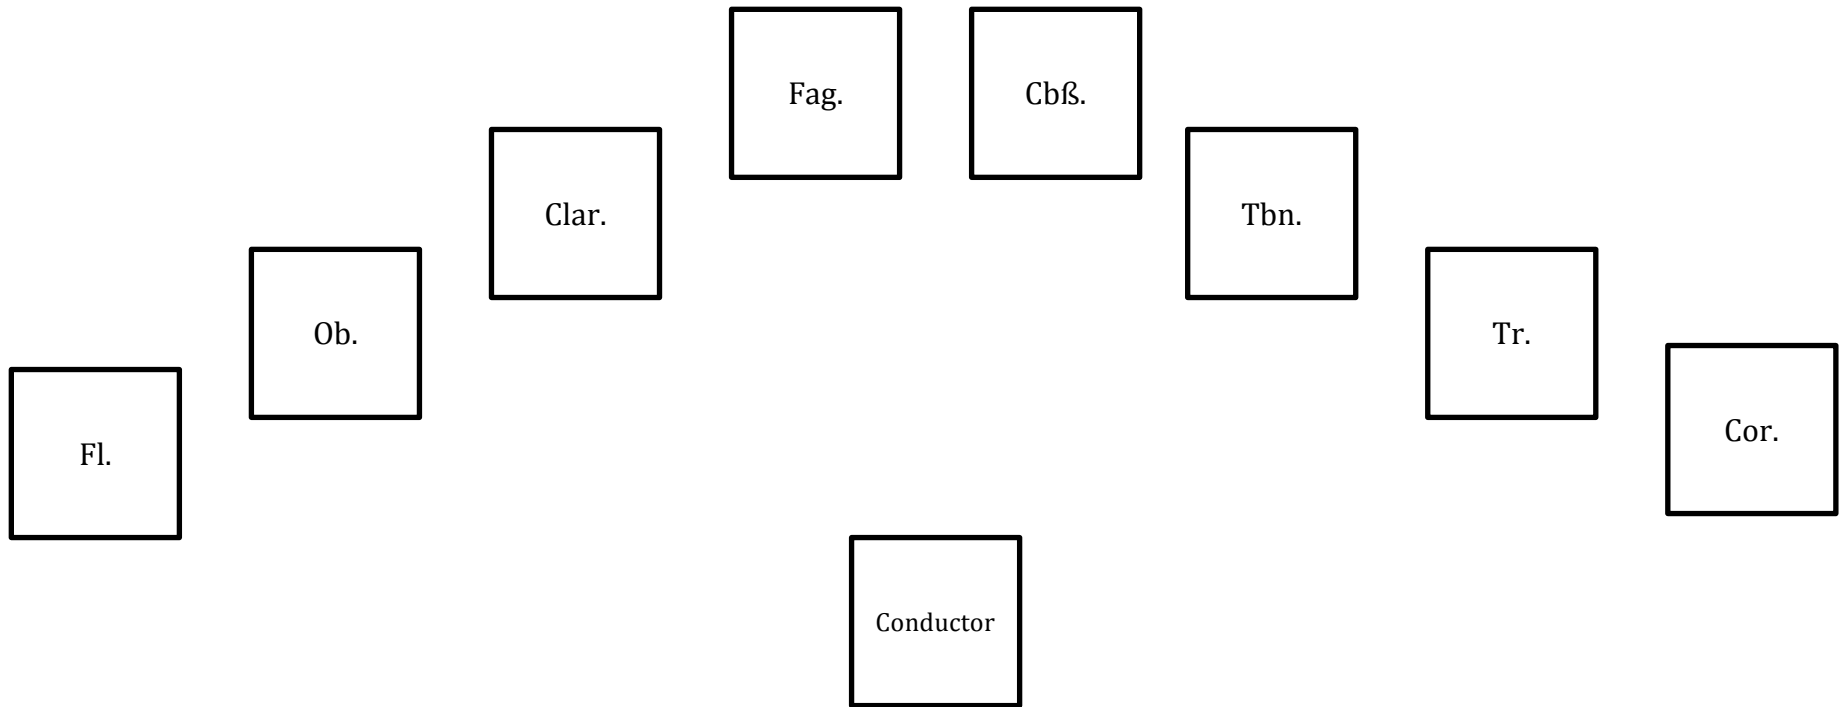 Fag.
Cbß.
Clar.
Tbn.
Ob.
Tr.
Fl.
Cor.
Conductor